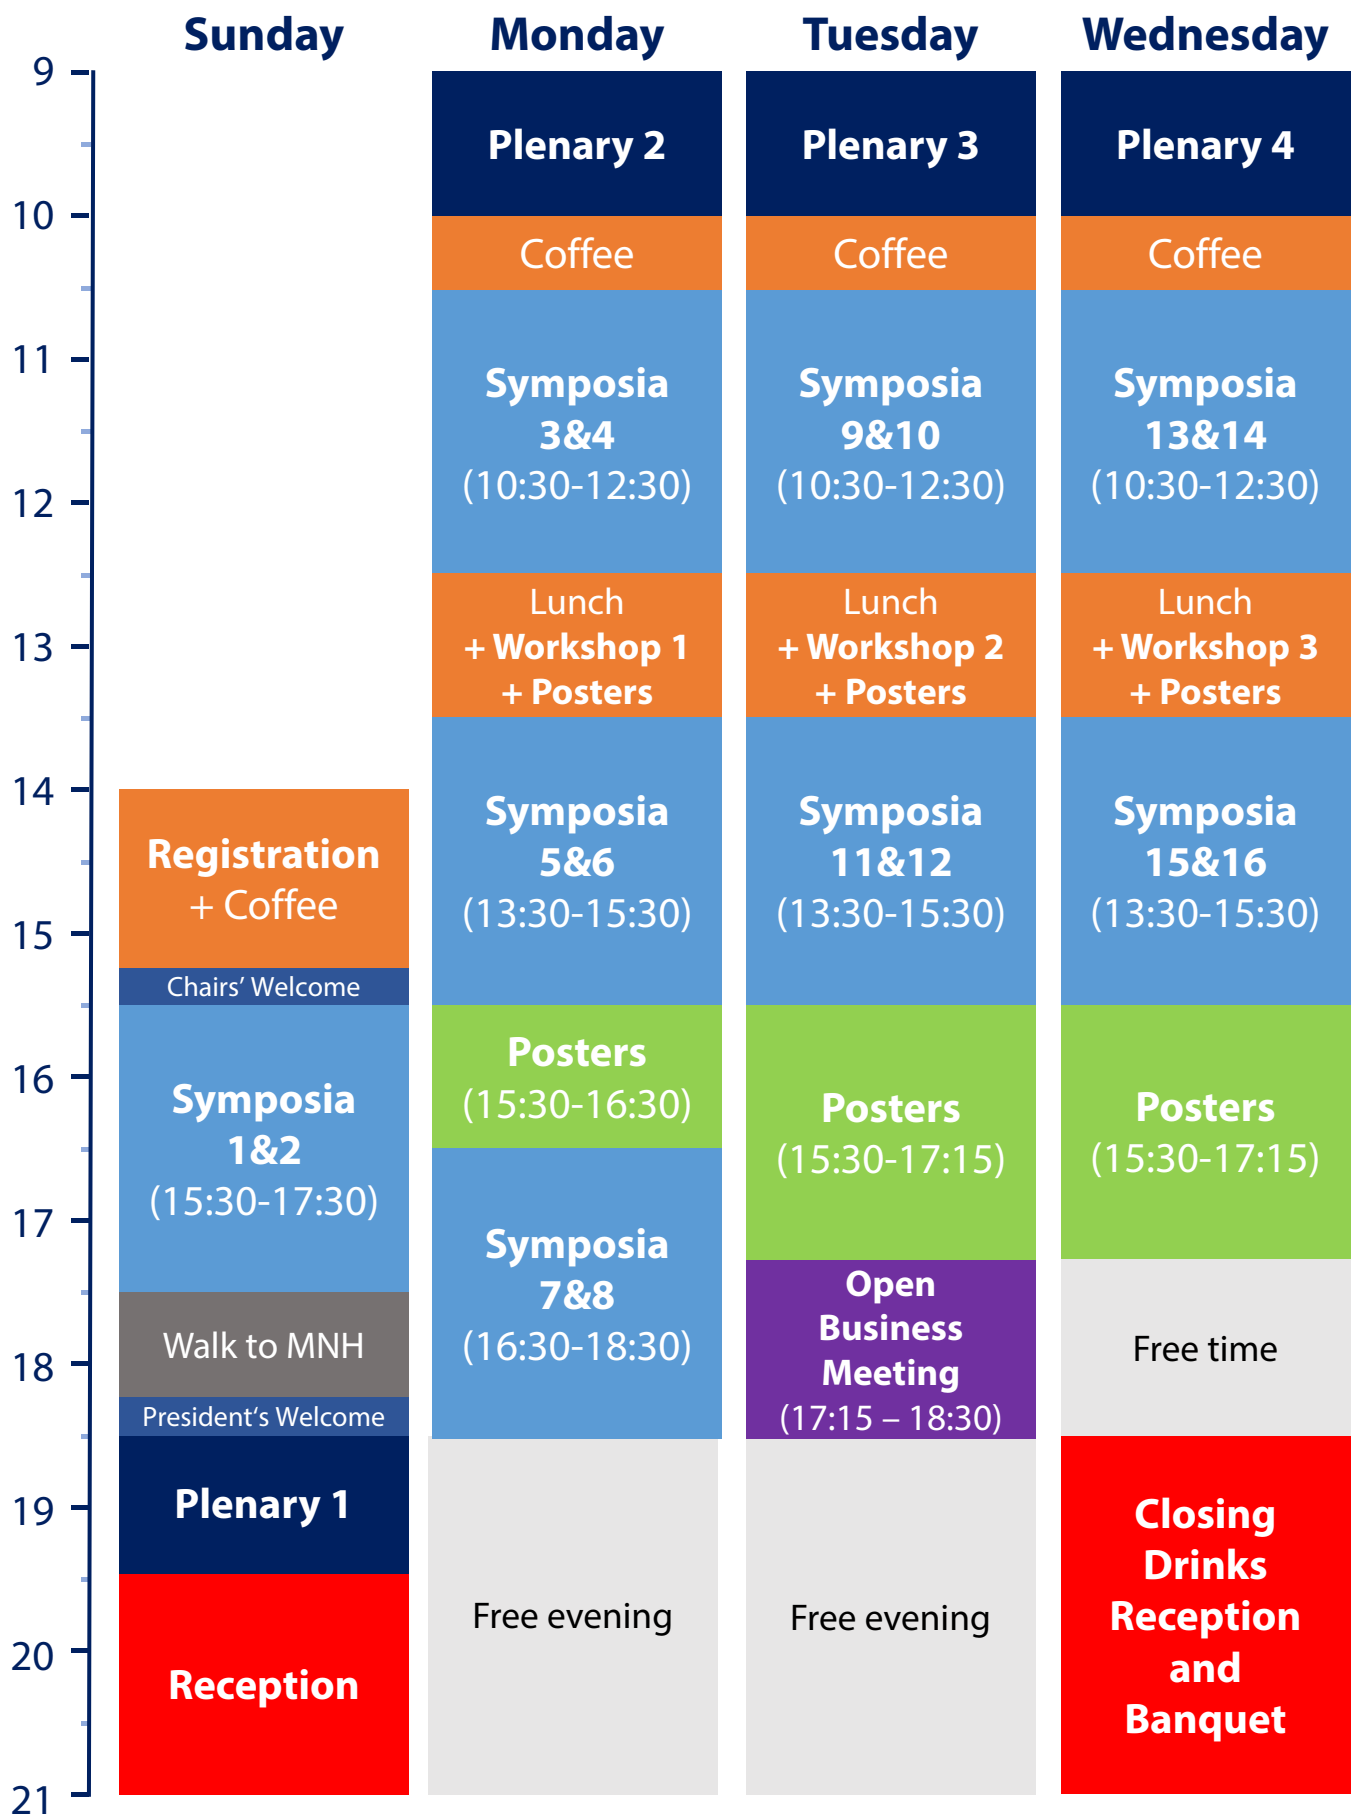 Sunday
Monday
Tuesday
Wednesday
9
10
11
12
13
14
15
16
17
18
19
20
21
Registration
+ Coffee
Chairs’ Welcome
Symposia
1&2
(15:30-17:30)
Walk to MNH
President‘s Welcome
Plenary 1
Reception
Plenary 2
Coffee
Symposia
3&4
(10:30-12:30)
Lunch
+ Workshop 1
+ Posters
Symposia
5&6
(13:30-15:30)
Posters
(15:30-16:30)
Symposia
7&8
(16:30-18:30)
Free evening
Plenary 3
Coffee
Symposia
9&10
(10:30-12:30)
Lunch
+ Workshop 2
+ Posters
Symposia
11&12
(13:30-15:30)
Posters
(15:30-17:15)
Open
Business
Meeting
(17:15 – 18:30)
Free evening
Plenary 4
Coffee
Symposia
13&14
(10:30-12:30)
Lunch
+ Workshop 3
+ Posters
Symposia
15&16
(13:30-15:30)
Posters
(15:30-17:15)
Free time
Closing
Drinks
Reception
and
Banquet